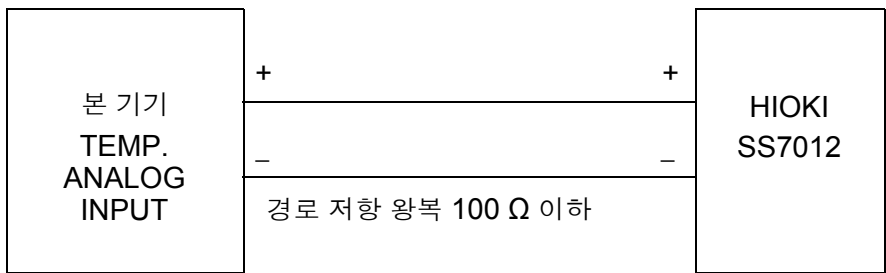 본 기기
TEMP.
ANALOG
INPUT
+
+
–
–
경로 저항 왕복 100 Ω 이하
HIOKI
SS7012